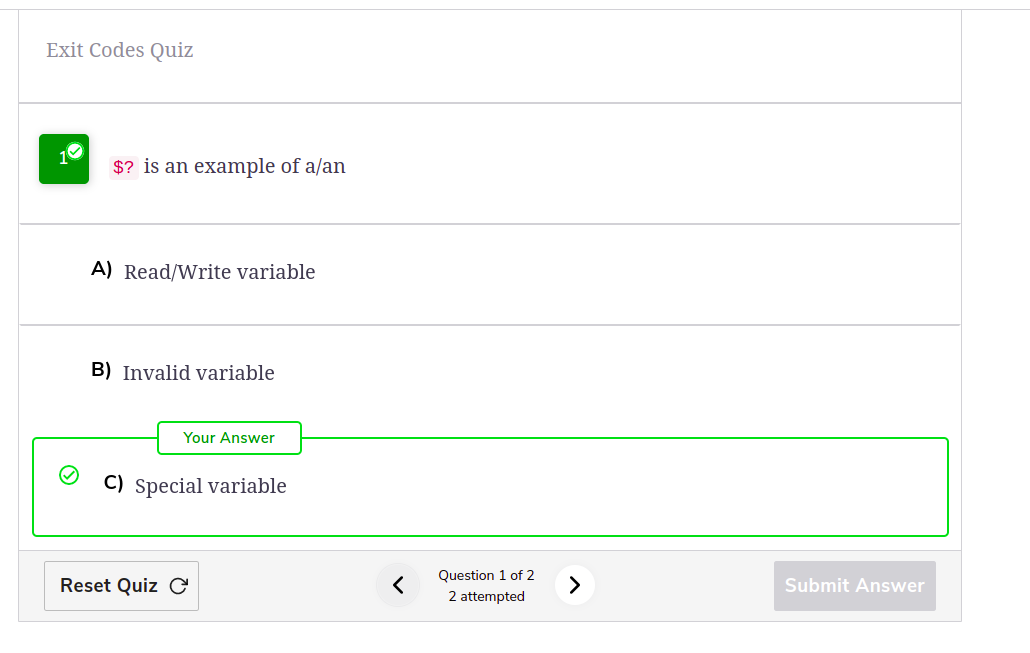 Exit Codes Quiz
1
$? is an example of a/an
A) Read/Write variable
B) Invalid variable
Your Answer
C) Special variable
Reset Quiz
Question 1 of 2
2 attempted
Submit Answer